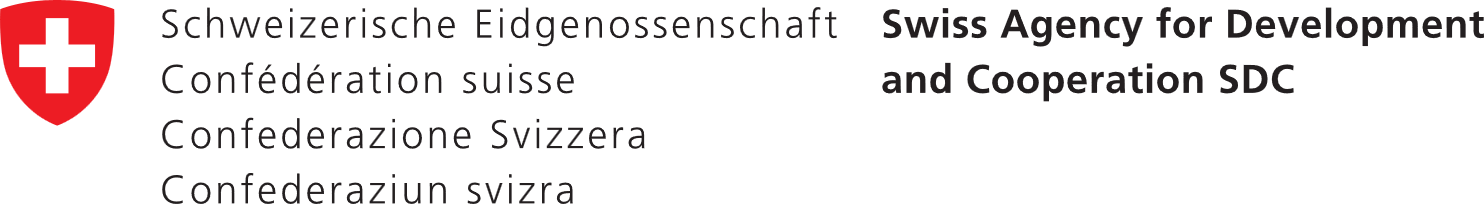 Schweizerische Eidgenossenschaft
Confédération suisse
Confederazione Svizzera
Confederaziun svizra
Swiss Agency for Development
and Cooperation SDC